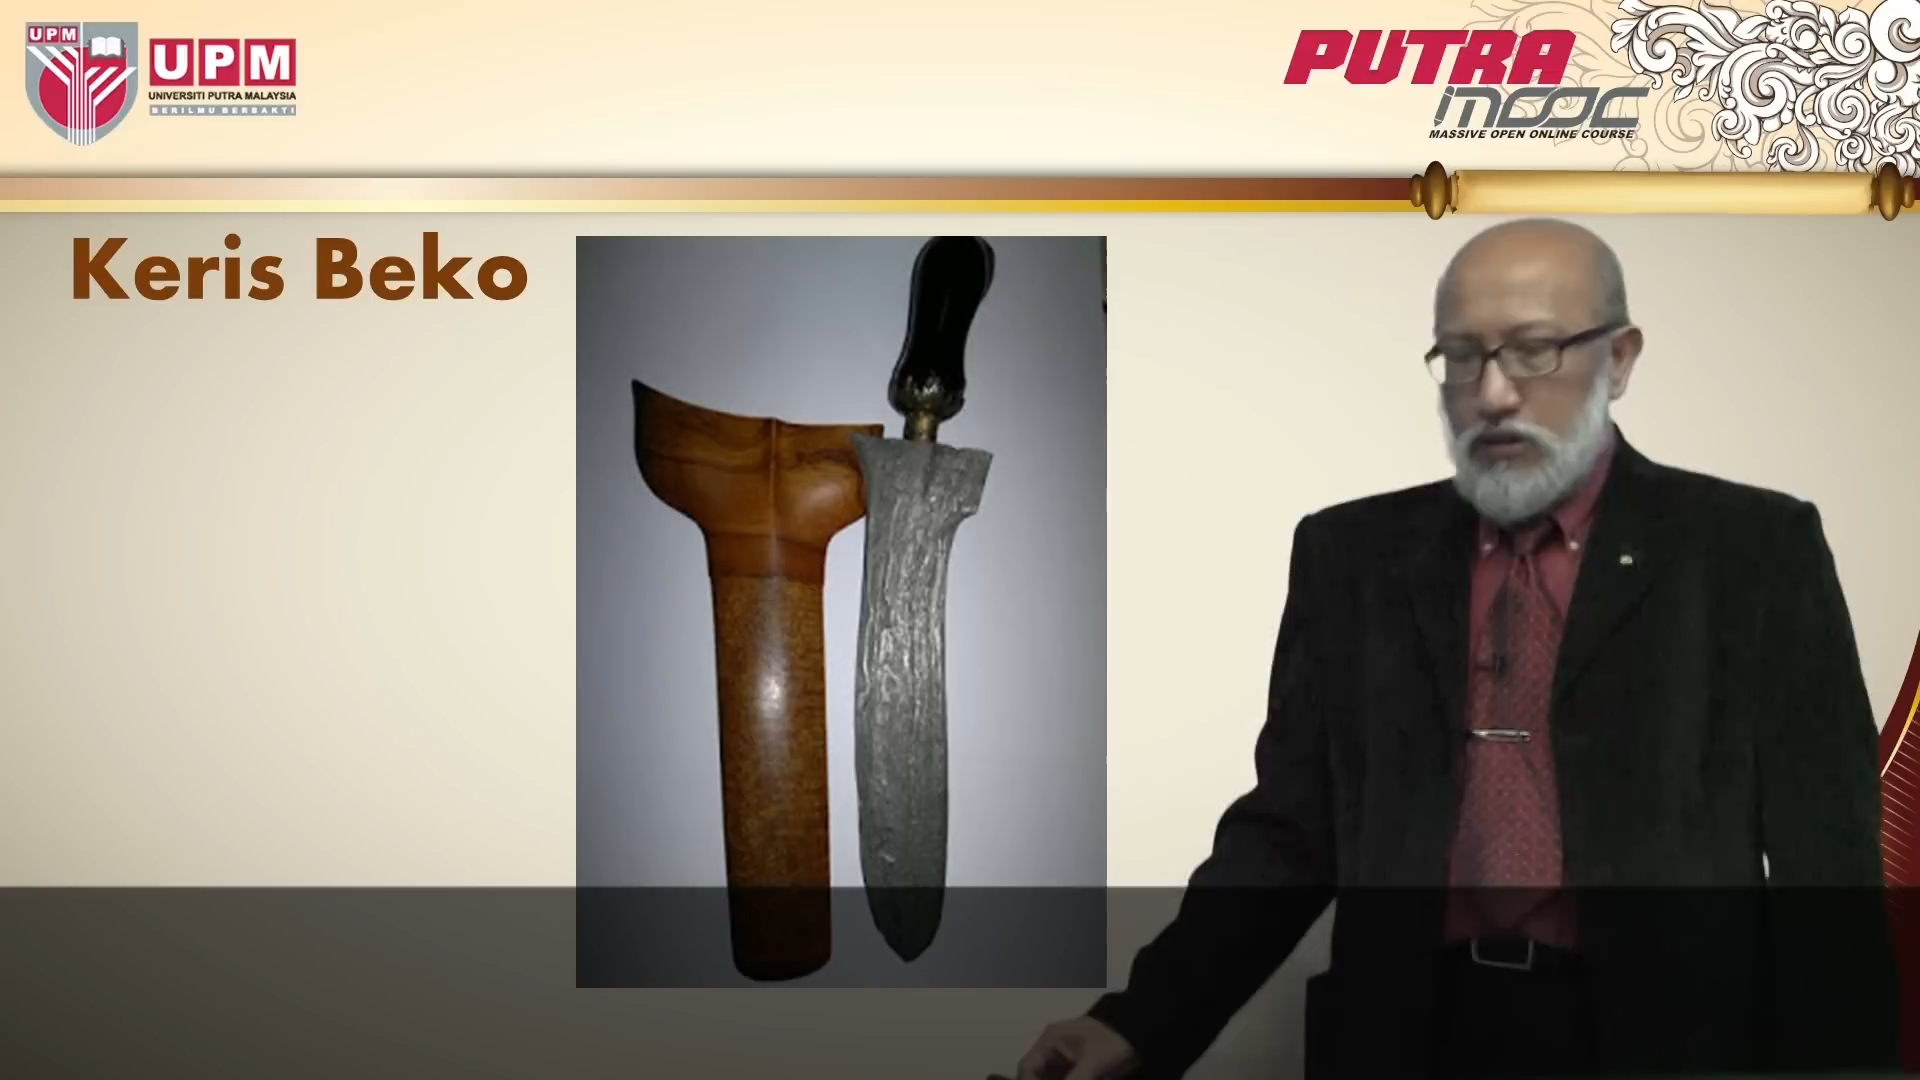 UPM
UPM
UNIVERSITI PUTRA MALAYSIA
BERILMU BERBAKTI
PUTRA
mooc
MASSIVE OPEN ONLINE COURSE
Keris Beko